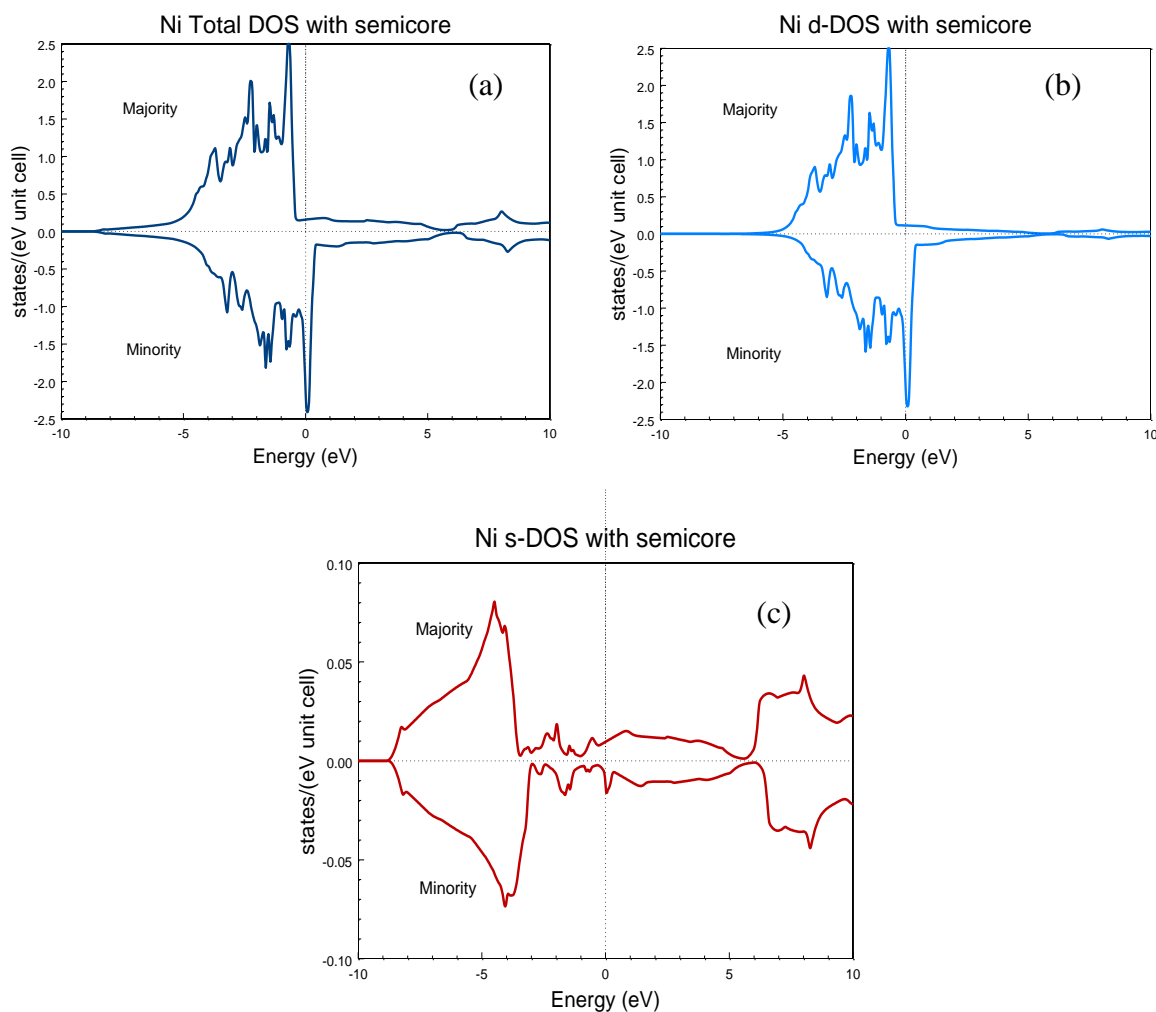 Ni Total DOS with semicore
2.5
2.0
1.5
1.0
0.5
0.0
-0.5
-1.0
-1.5
-2.0
-2.5
states/(eV unit cell)
Majority
(a)
Minority
-10 -5 0 5 10
Energy (eV)
Ni d-DOS with semicore
2.5
2.0
1.5
1.0
0.5
0.0
-0.5
-1.0
-1.5
-2.0
-2.5
states/(eV unit cell)
Majority
(b)
Minority
-10 -5 0 5 10
Energy (eV)
Ni s-DOS with semicore
0.10
0.05
0.00
-0.05
-0.10
states/(eV unit cell)
Majority
(c)
Minority
-10 -5 0 5 10
Energy (eV)